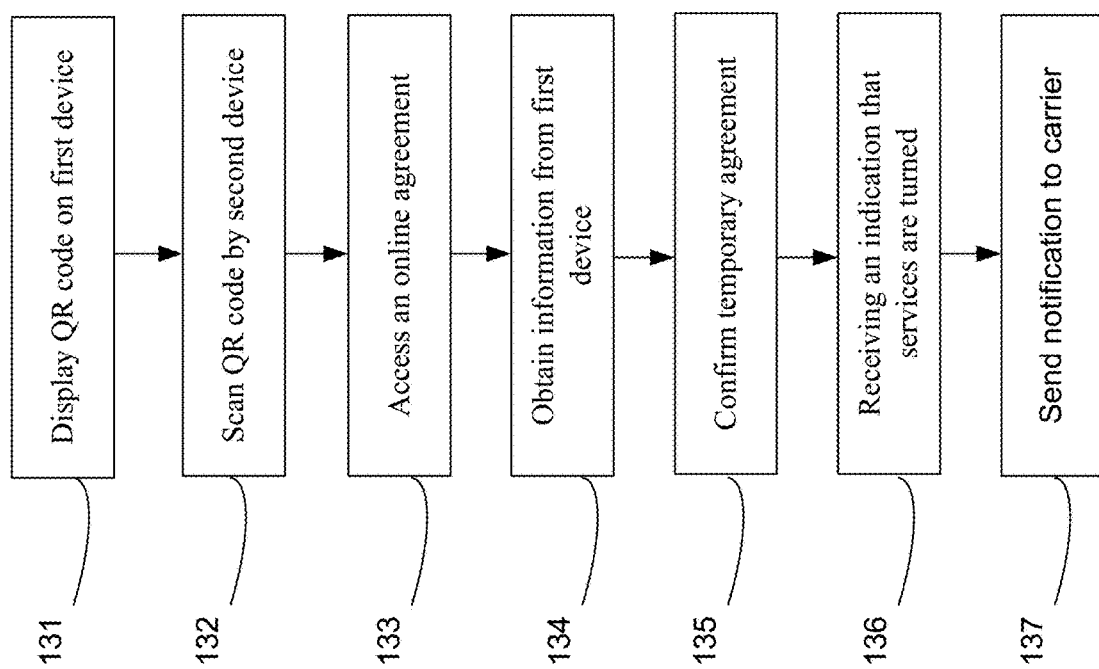 131
Display QR code on first device
132
Scan QR code by second device
133
Access an online agreement
134
Obtain information from first
device
135
Confirm temporary agreement
136
Receiving an indication that
services are turned
137
Send notification to carrier